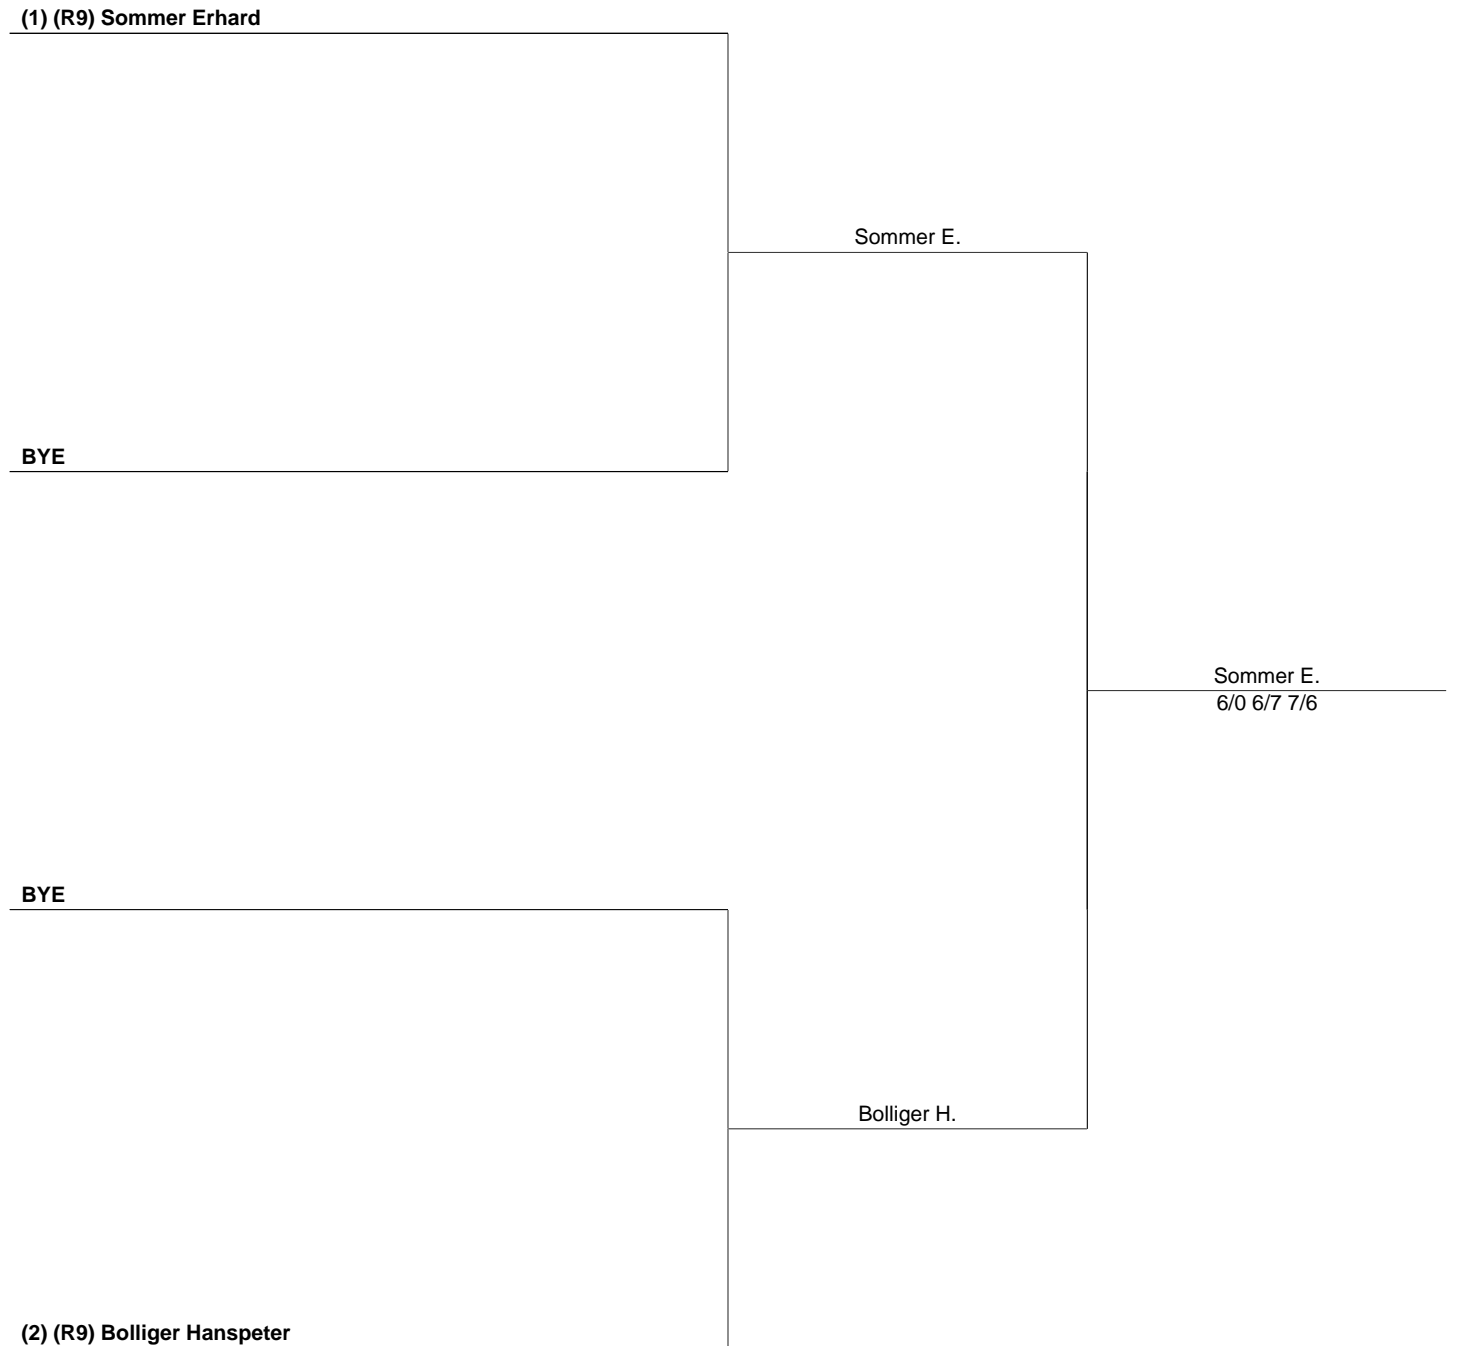 (1) (R9) Sommer Erhard
Sommer E.
BYE
Sommer E.
6/0 6/7 7/6
BYE
Bolliger H.
(2) (R9) Bolliger Hanspeter